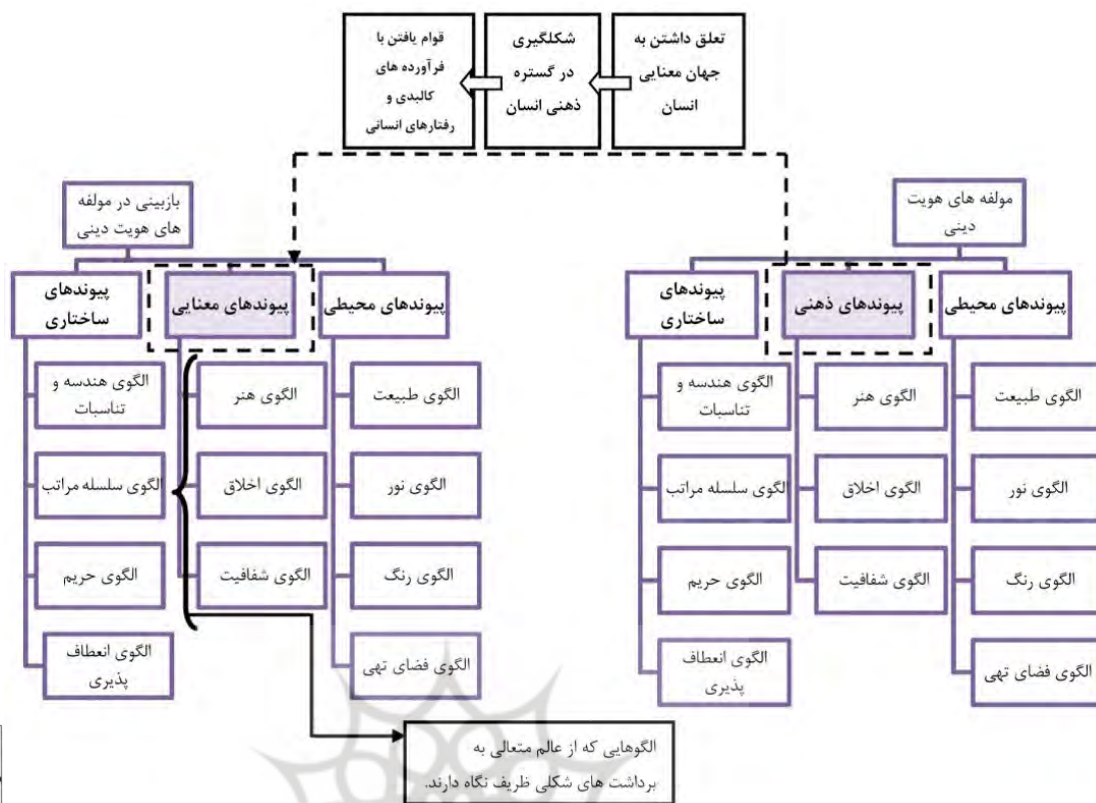 تعلق داشتن به
جهان معنایی
انسان
شکلگیری
در گستره
ذهنی انسان
قوام یافتن با
فرآورده های
کالبدی و
رفتارهای انسانی
مولفه های هویت
دینی
پیوندهای محیطی
پیوندهای ذهنی
پیوندهای
ساختاری
الگوی طبیعت
الگوی هنر
الگوی هندسه و
تناسبات
الگوی نور
الگوی اخلاق
الگوی سلسله مراتب
الگوی رنگ
الگوی شفافیت
الگوی حریم
الگوی فضای تهی
الگوی انعطاف
پذیری
بازبینی در مولفه
های هویت دینی
پیوندهای محیطی
پیوندهای معنایی
پیوندهای
ساختاری
الگوی طبیعت
الگوی هنر
الگوی هندسه و
تناسبات
الگوی نور
الگوی اخلاق
الگوی سلسله مراتب
الگوی رنگ
الگوی شفافیت
الگوی حریم
الگوی فضای تهی
الگوی انعطاف
پذیری
الگوهایی که از عالم متعالی به
برداشت های شکلی ظریف نگاه دارند.